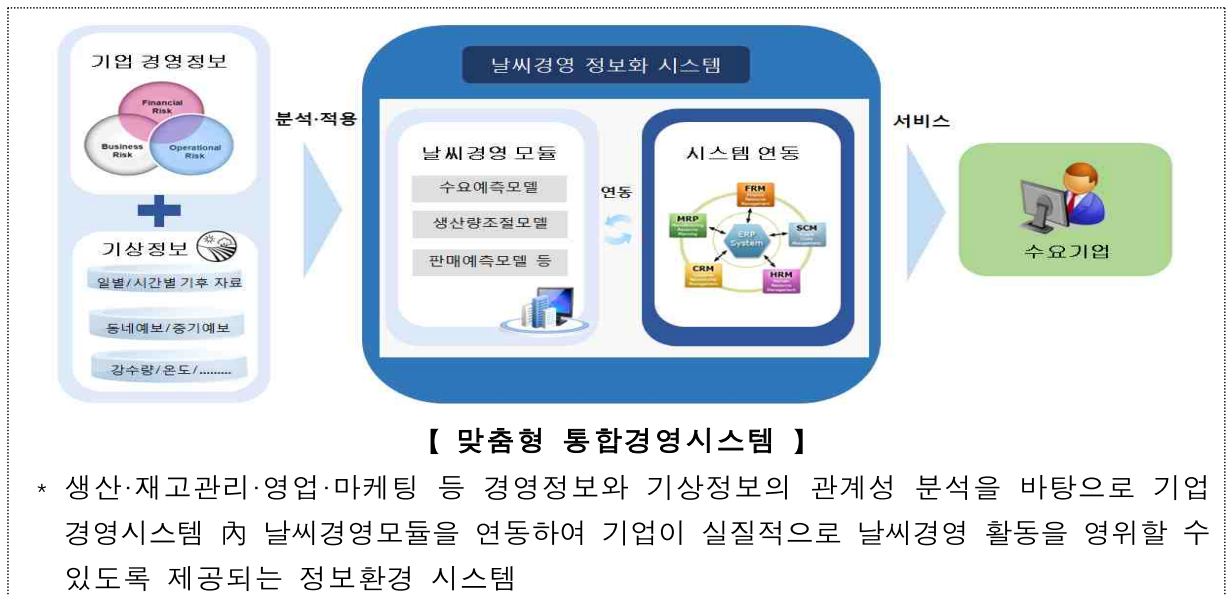 기업 경영정보
Financial
Risk
Business
Risk
Operational
Risk
기상정보
일별/시간별 기후 자료
동네예보/중기예보
강수량/온도/.........
분석·적용
날씨경영 정보화 시스템
날씨경영 모듈
수요예측모델
생산량조절모델
판매예측모델 등
연동
시스템 연동
FRM
MRP
SCM
ERP
System
CRM
HRM
서비스
수요기업
【 맞춤형 통합경영시스템 】
* 생산·재고관리·영업·마케팅 등 경영정보와 기상정보의 관계성 분석을 바탕으로 기업
경영시스템 內 날씨경영모듈을 연동하여 기업이 실질적으로 날씨경영 활동을 영위할 수
있도록 제공되는 정보환경 시스템